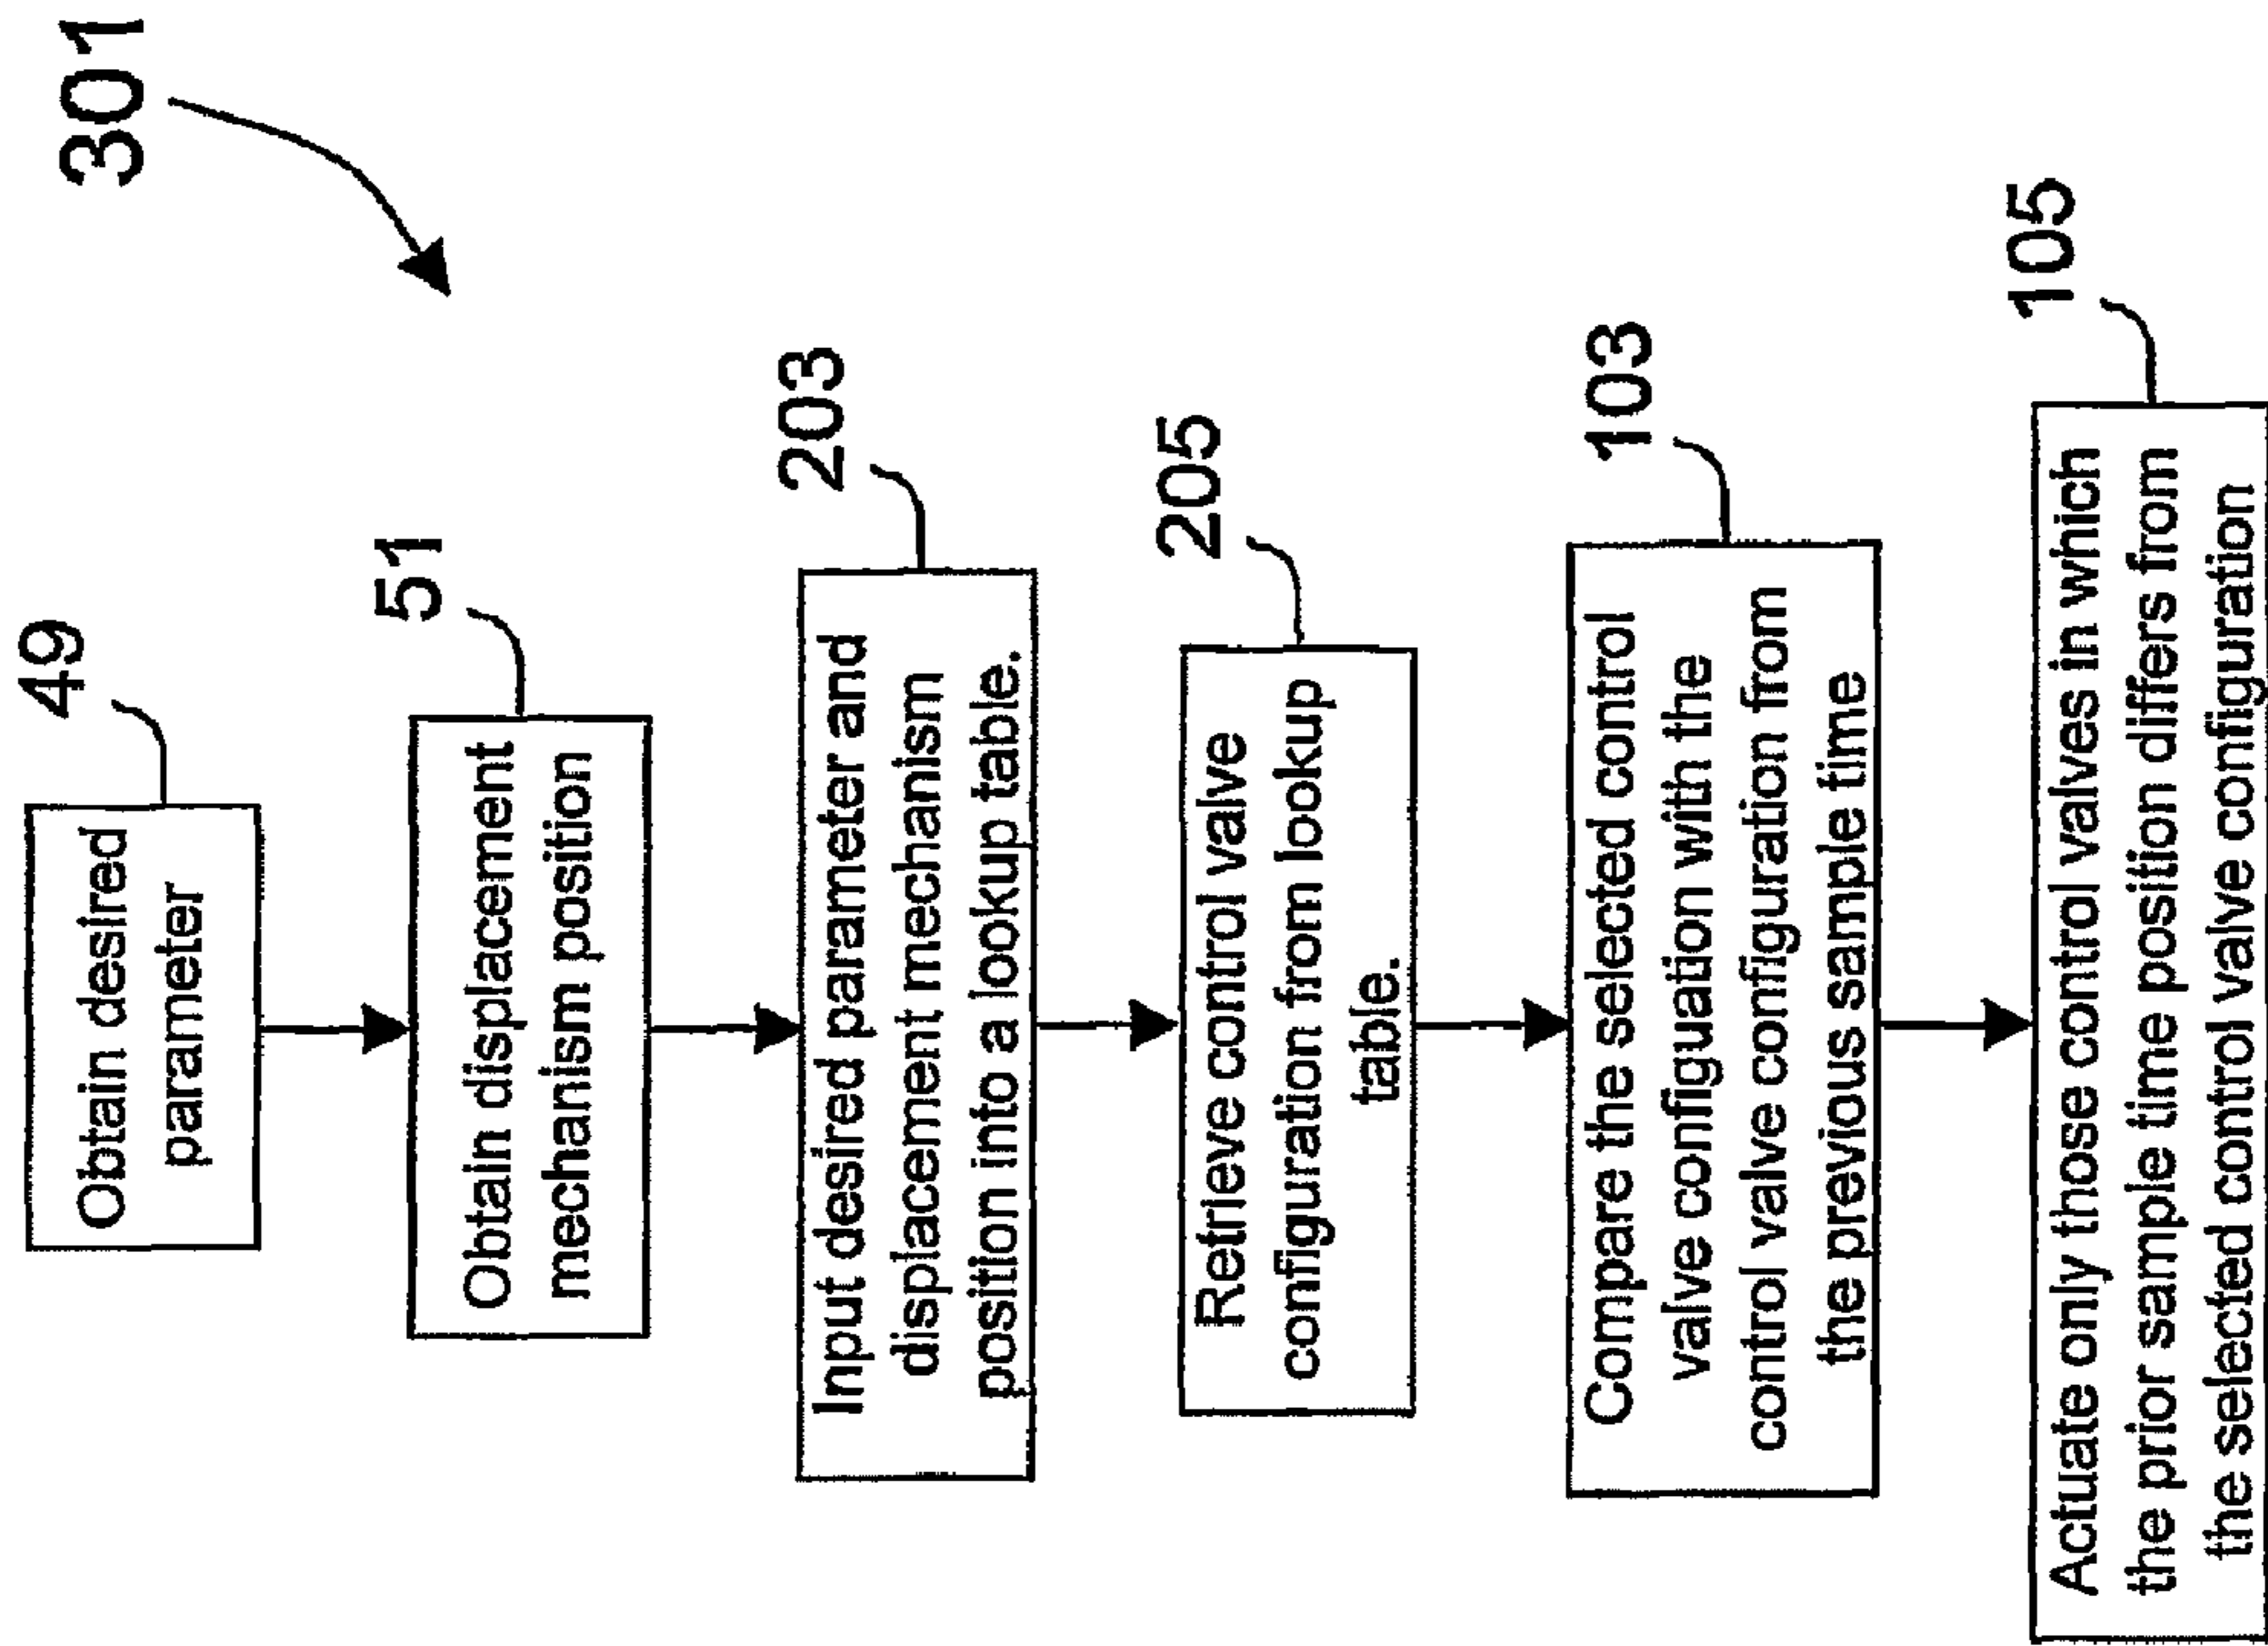 301
49
Obtain desired
parameter
51
Obtain displacement
mechanism position
203
Input desired parameter and
displacement mechanism
position into a lookup table.
205
Retrieve control valve
configuration from lookup
table.
103
Compare the selected control
valve configuation with the
control valve configuration from
the previous sample time
105
Actuate only those control valves in which
the prior sample time position differs from
the selected control valve configuration